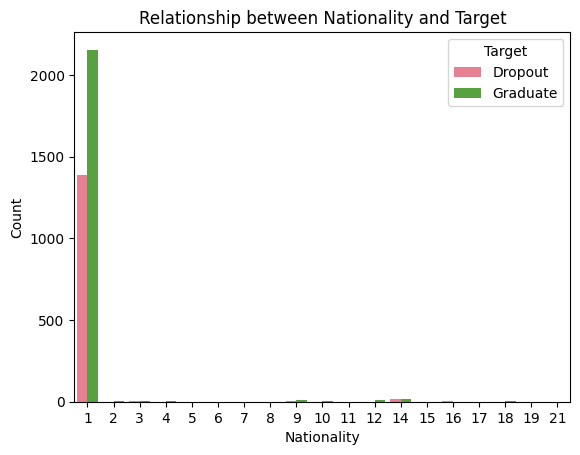 Relationship between Nationality and Target
Target
Dropout
Graduate
2000
1500
1000
500
0
Count
1 2 3 4 5 6 7 8 9 10 11 12 14 15 16 17 18 19 21
Nationality